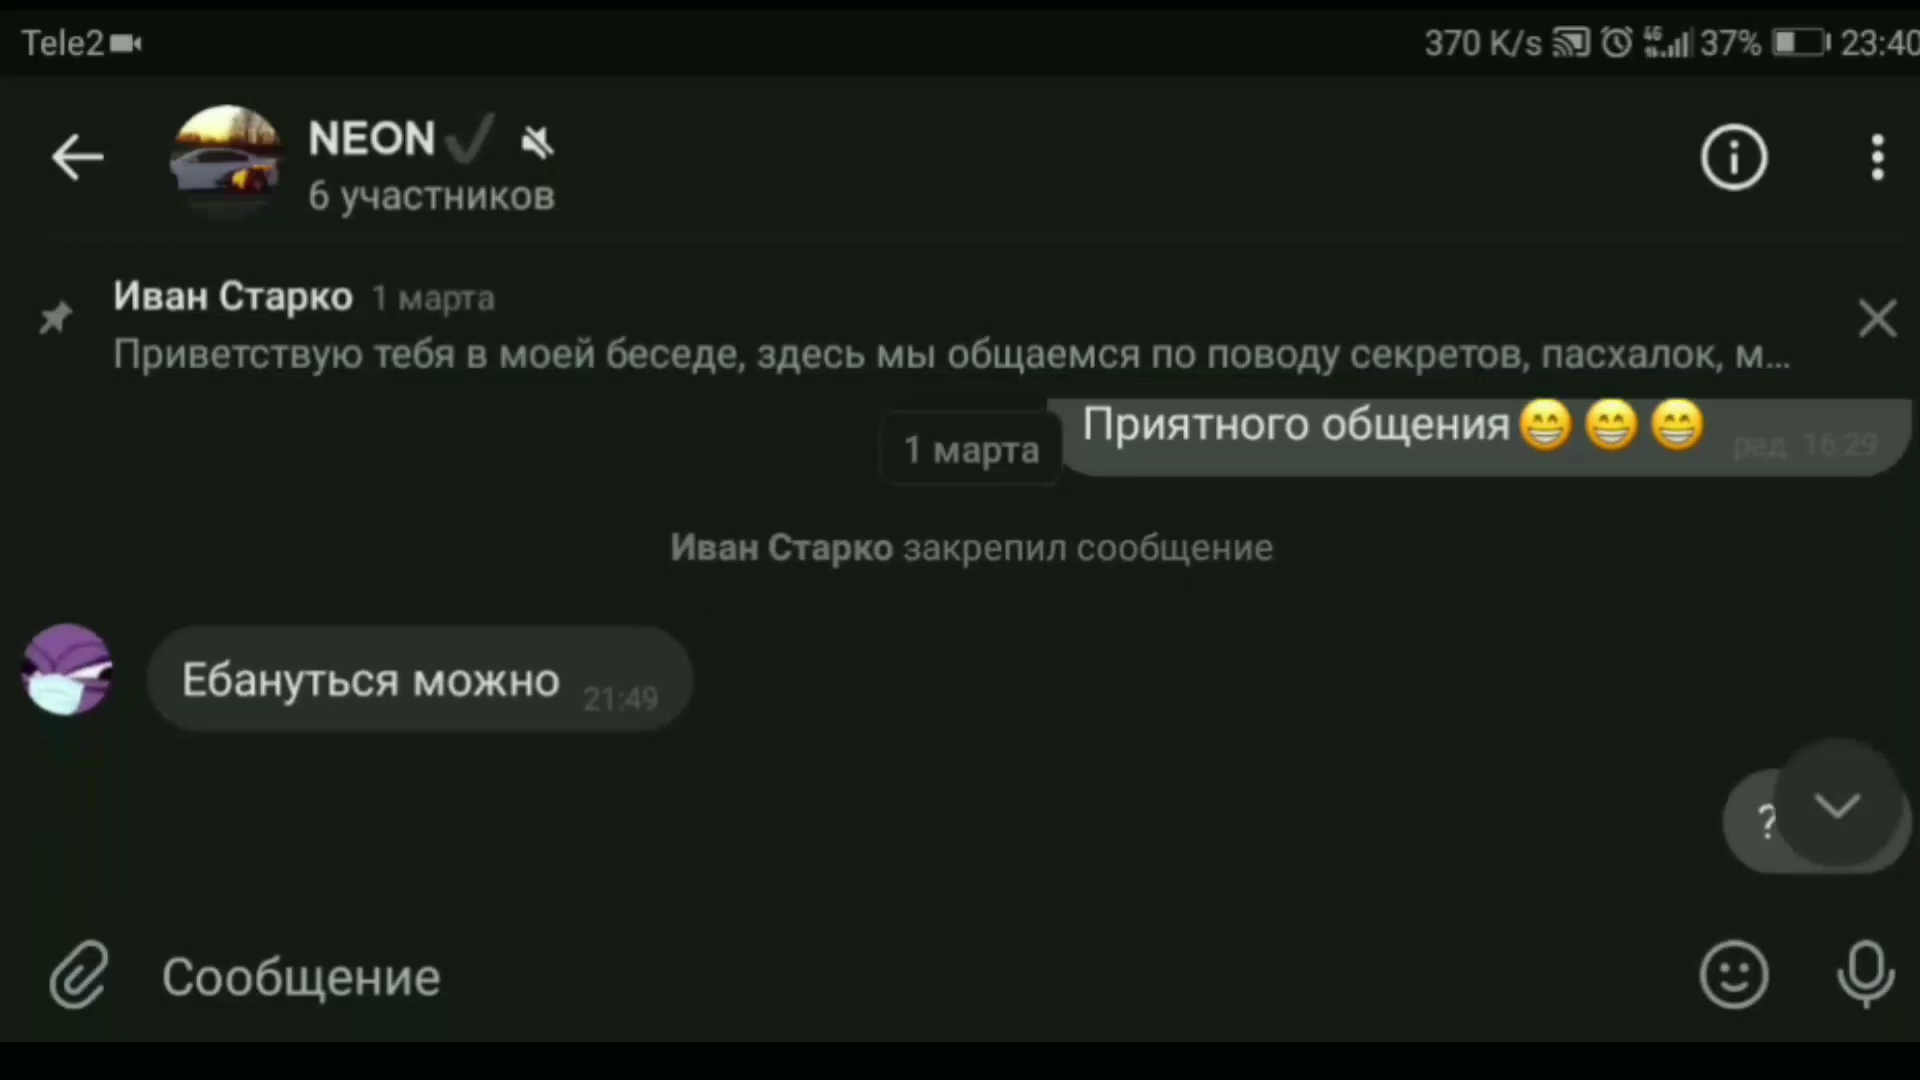 Tele2
370 K/s 4G 37% 23:40
NEON
6 участников
Иван Старко 1 марта
Приветствую тебя в моей беседе, здесь мы общаемся по поводу секретов, пасхалок, м...
Приятного общения😁😁😁 ред. 16:29
1 марта
Иван Старко закрепил сообщение
Ебануться можно 21:49
?
Сообщение